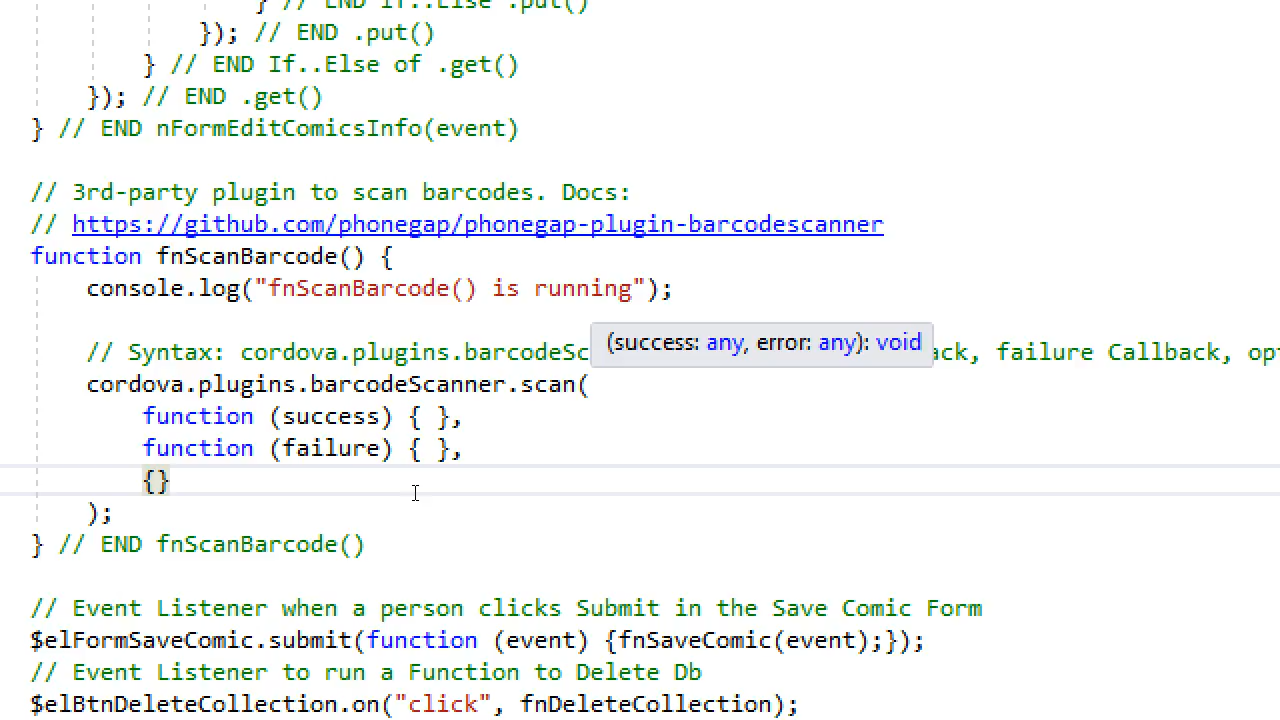 } // END If..Else .put()
}); // END .put()
} // END If..Else of .get()
}); // END .get()
} // END nFormEditComicsInfo(event)
// 3rd-party plugin to scan barcodes. Docs:
// https://github.com/phonegap/phonegap-plugin-barcodescanner
function fnScanBarcode() {
console.log("fnScanBarcode() is running");
(success: any, error: any): void
// Syntax: cordova.plugins.barcodeSc ack, failure Callback, opt
cordova.plugins.barcodeScanner.scan(
function (success) { },
function (failure) { },
{}
);
} // END fnScanBarcode()
// Event Listener when a person clicks Submit in the Save Comic Form
$elFormSaveComic.submit(function (event) {fnSaveComic(event);});
// Event Listener to run a Function to Delete Db
$elBtnDeleteCollection.on("click", fnDeleteCollection);